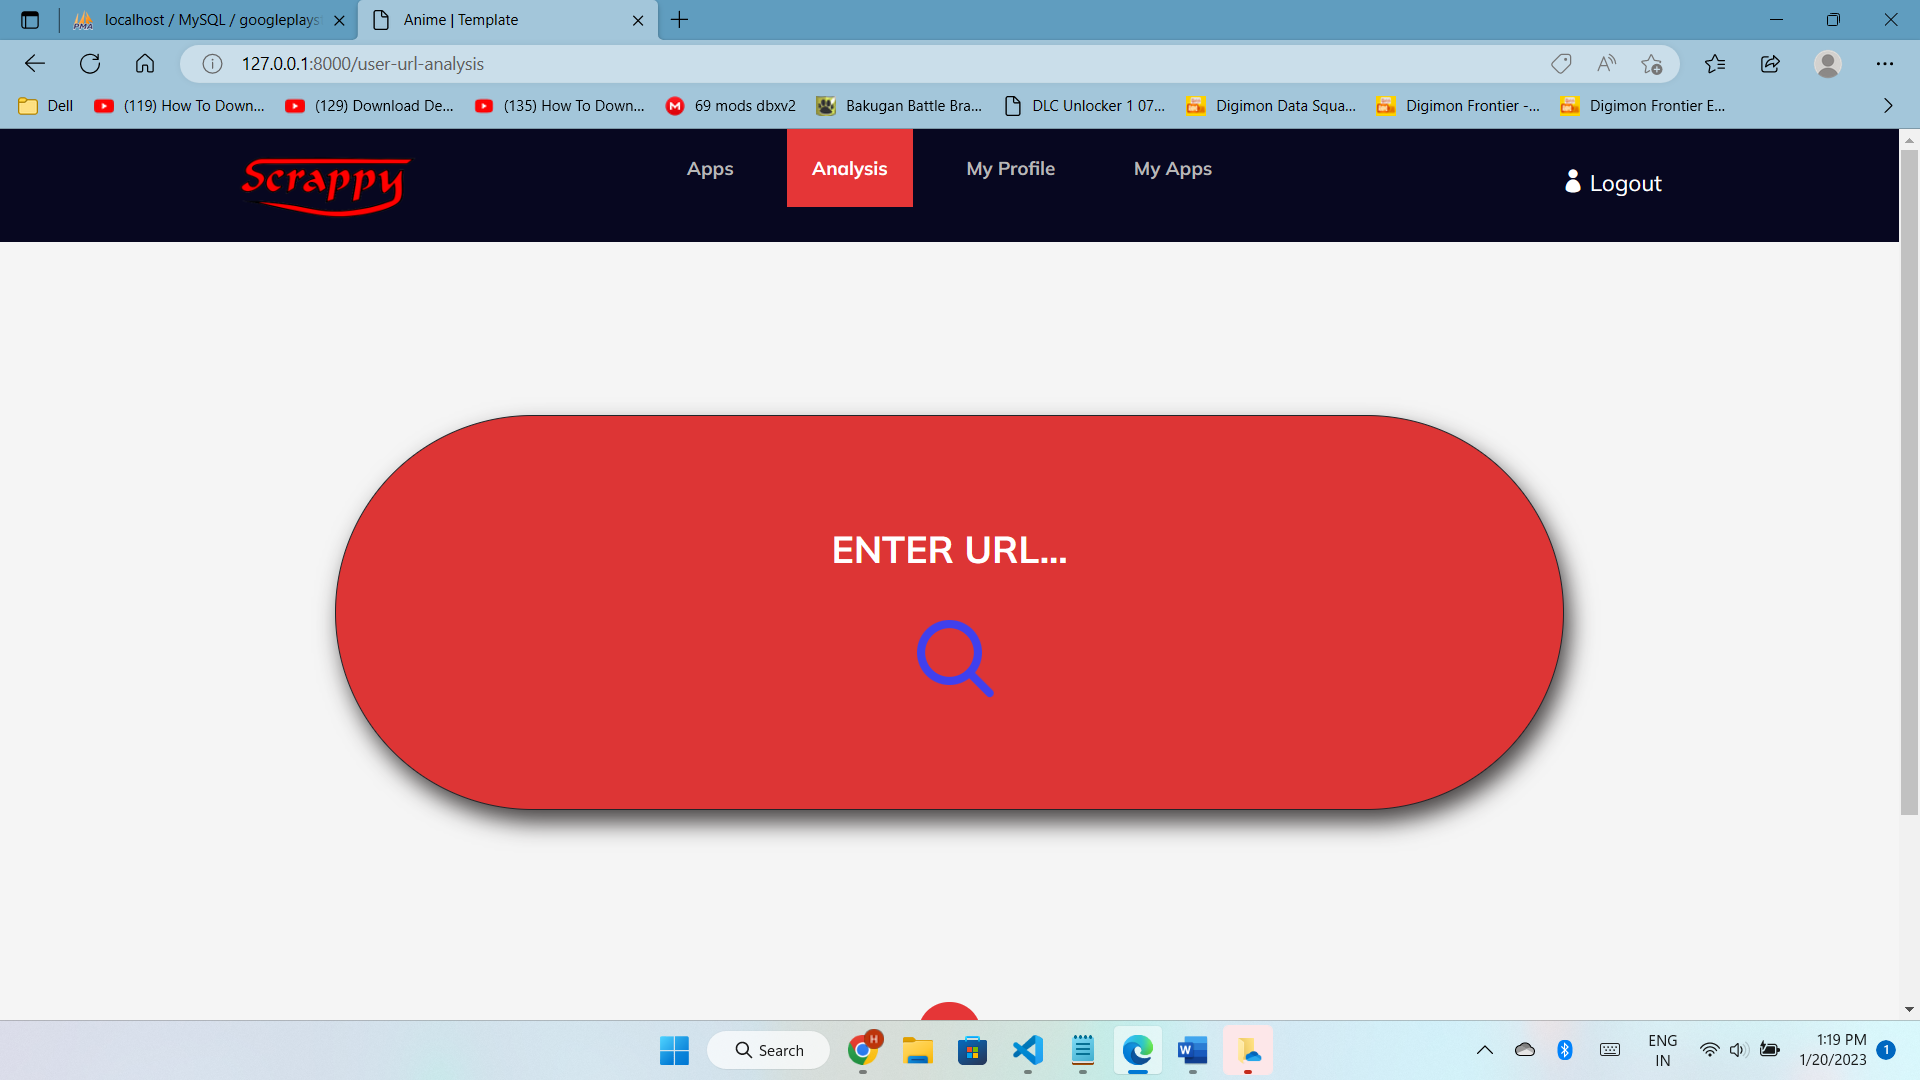 localhost / MySQL / googleplays
Anime | Template
127.0.0.1:8000/user-url-analysis
Dell
(119) How To Down...
(129) Download De...
(135) How To Down...
69 mods dbxv2
Bakugan Battle Bra...
DLC Unlocker 1 07...
Digimon Data Squa...
Digimon Frontier -...
Digimon Frontier E...
Scrappy
Apps
Analysis
My Profile
My Apps
Logout
ENTER URL...
Search
H
ENG
IN
1:19 PM
1/20/2023
1